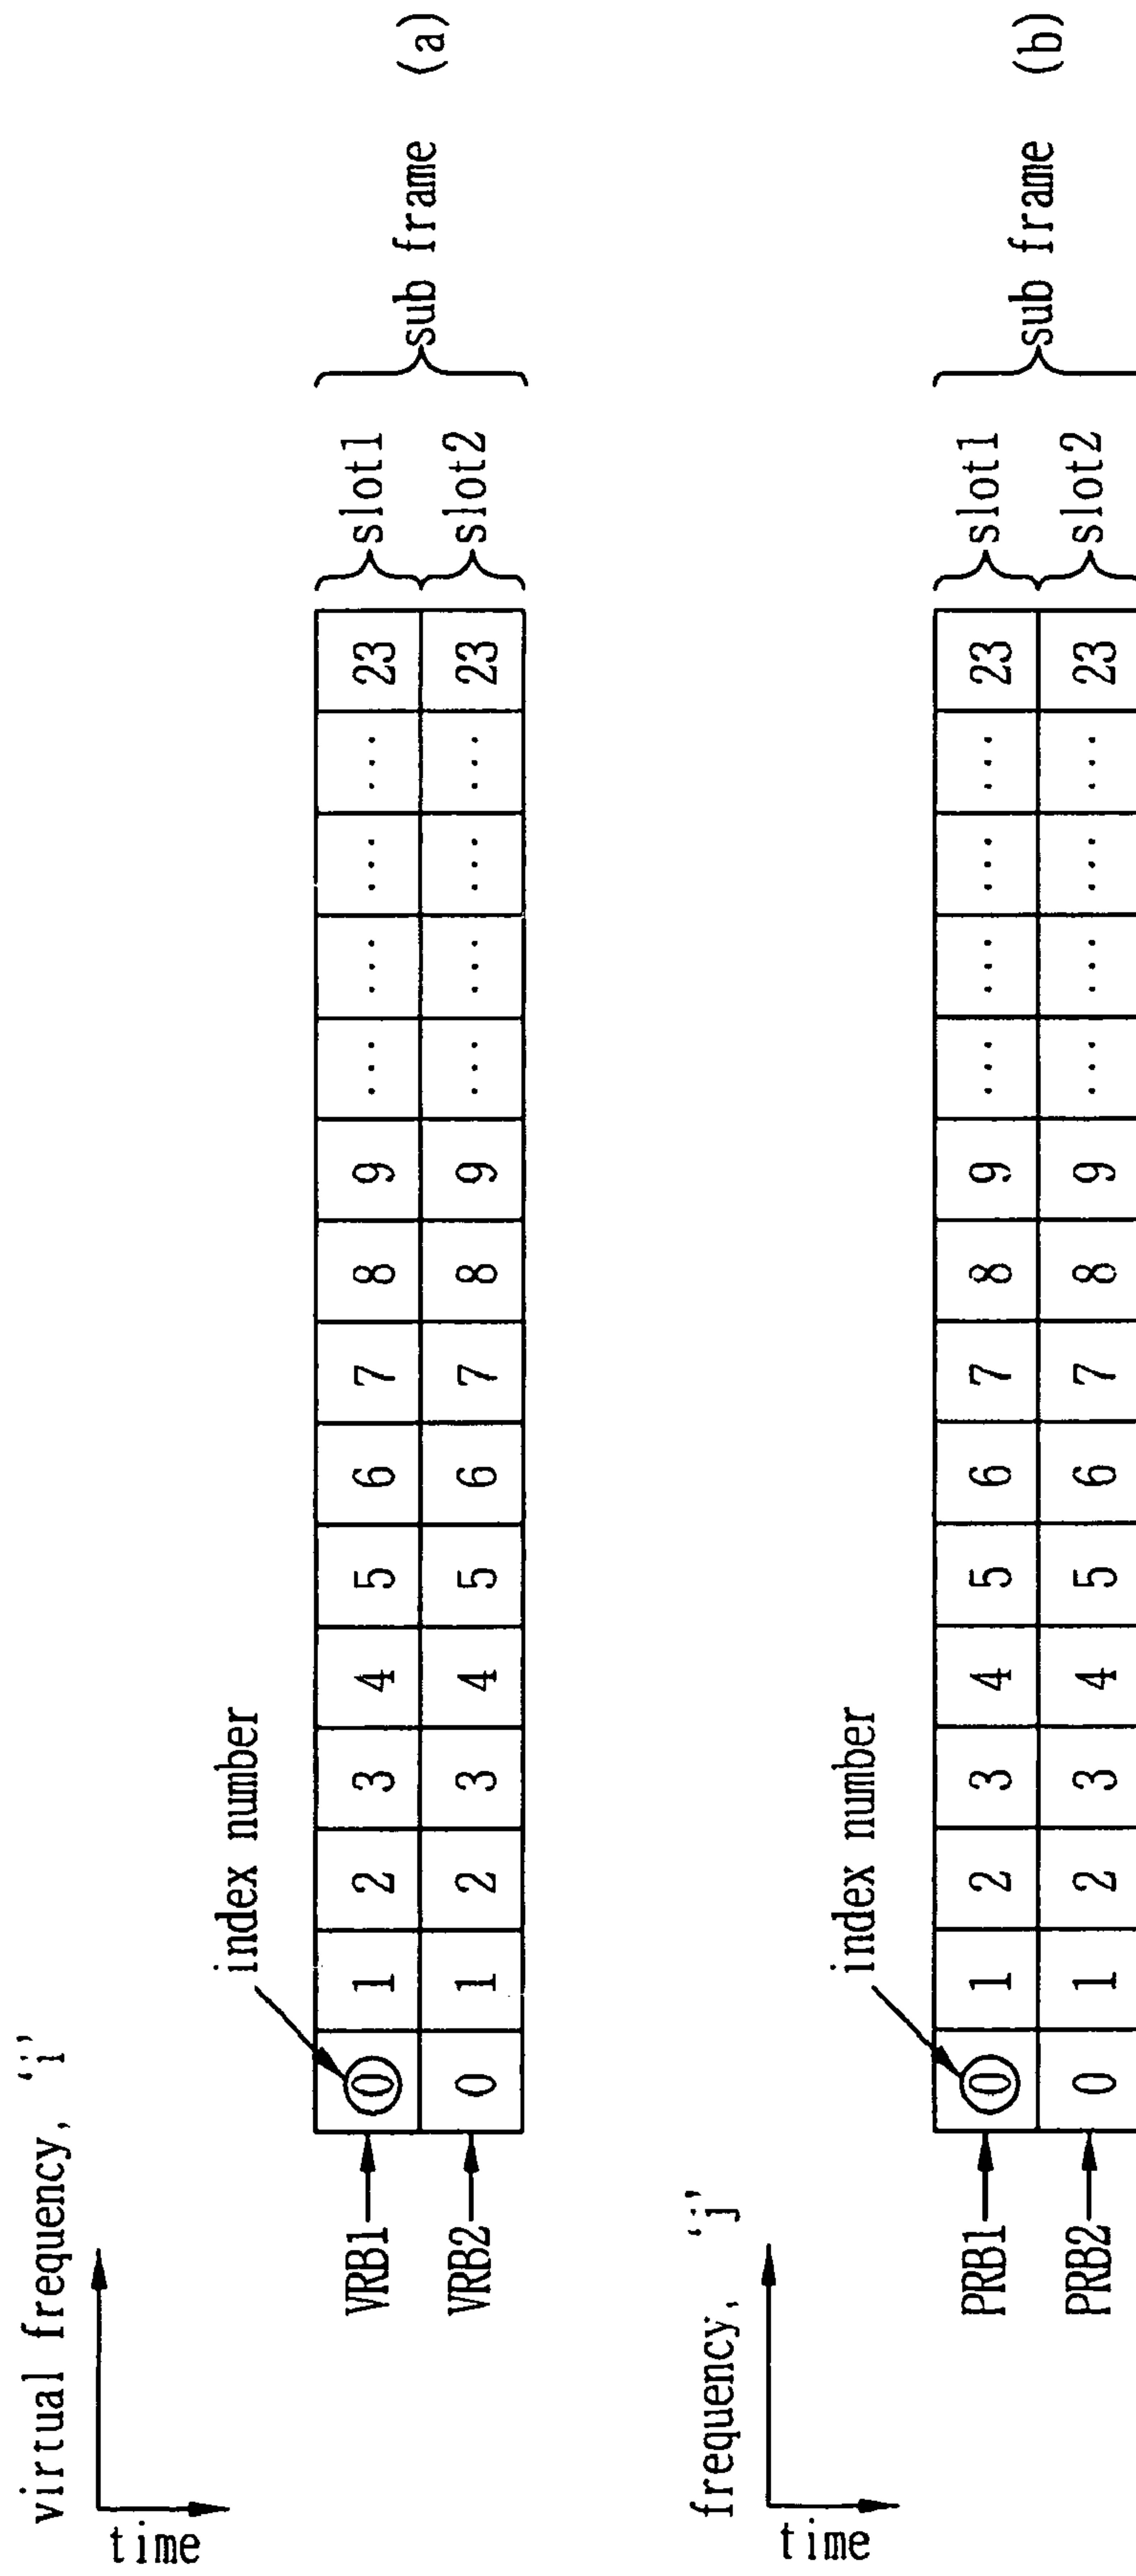 virtual frequency, 'i'
time
index number
VRB1 0 1 2 3 4 5 6 7 8 9 ... ... ... ... 23 slot1
VRB2 0 1 2 3 4 5 6 7 8 9 ... ... ... ... 23 slot2
sub frame (a)
frequency, 'j'
time
index number
PRB1 0 1 2 3 4 5 6 7 8 9 ... ... ... ... 23 slot1
PRB2 0 1 2 3 4 5 6 7 8 9 ... ... ... ... 23 slot2
sub frame (b)